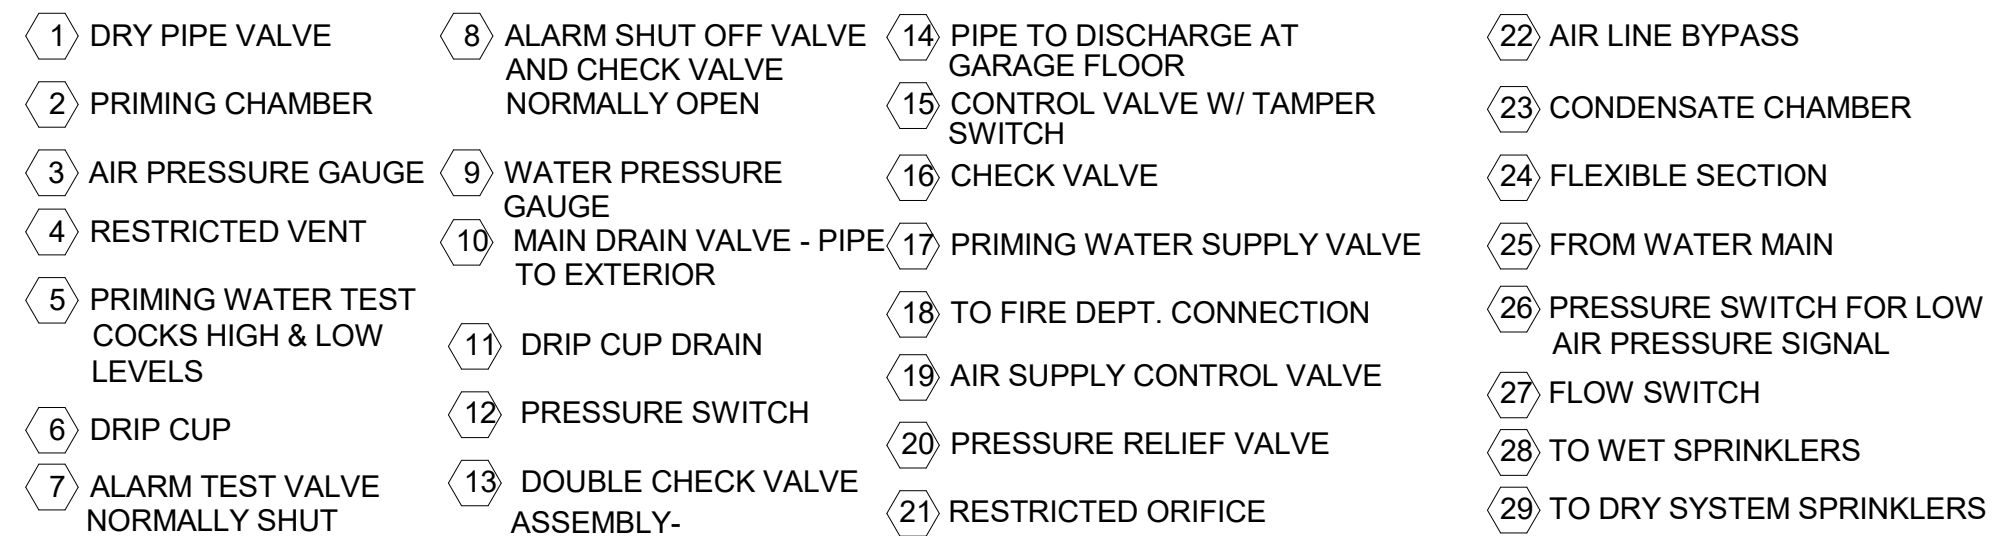 1 DRY PIPE VALVE
2 PRIMING CHAMBER
3 AIR PRESSURE GAUGE
4 RESTRICTED VENT
5 PRIMING WATER TEST
COCKS HIGH & LOW
LEVELS
6 DRIP CUP
7 ALARM TEST VALVE
NORMALLY SHUT
8 ALARM SHUT OFF VALVE
AND CHECK VALVE
NORMALLY OPEN
9 WATER PRESSURE
GAUGE
10 MAIN DRAIN VALVE - PIPE
TO EXTERIOR
11 DRIP CUP DRAIN
12 PRESSURE SWITCH
13 DOUBLE CHECK VALVE
ASSEMBLY-
14 PIPE TO DISCHARGE AT
GARAGE FLOOR
15 CONTROL VALVE W/ TAMPER
SWITCH
16 CHECK VALVE
17 PRIMING WATER SUPPLY VALVE
18 TO FIRE DEPT. CONNECTION
19 AIR SUPPLY CONTROL VALVE
20 PRESSURE RELIEF VALVE
21 RESTRICTED ORIFICE
22 AIR LINE BYPASS
23 CONDENSATE CHAMBER
24 FLEXIBLE SECTION
25 FROM WATER MAIN
26 PRESSURE SWITCH FOR LOW
AIR PRESSURE SIGNAL
27 FLOW SWITCH
28 TO WET SPRINKLERS
29 TO DRY SYSTEM SPRINKLERS